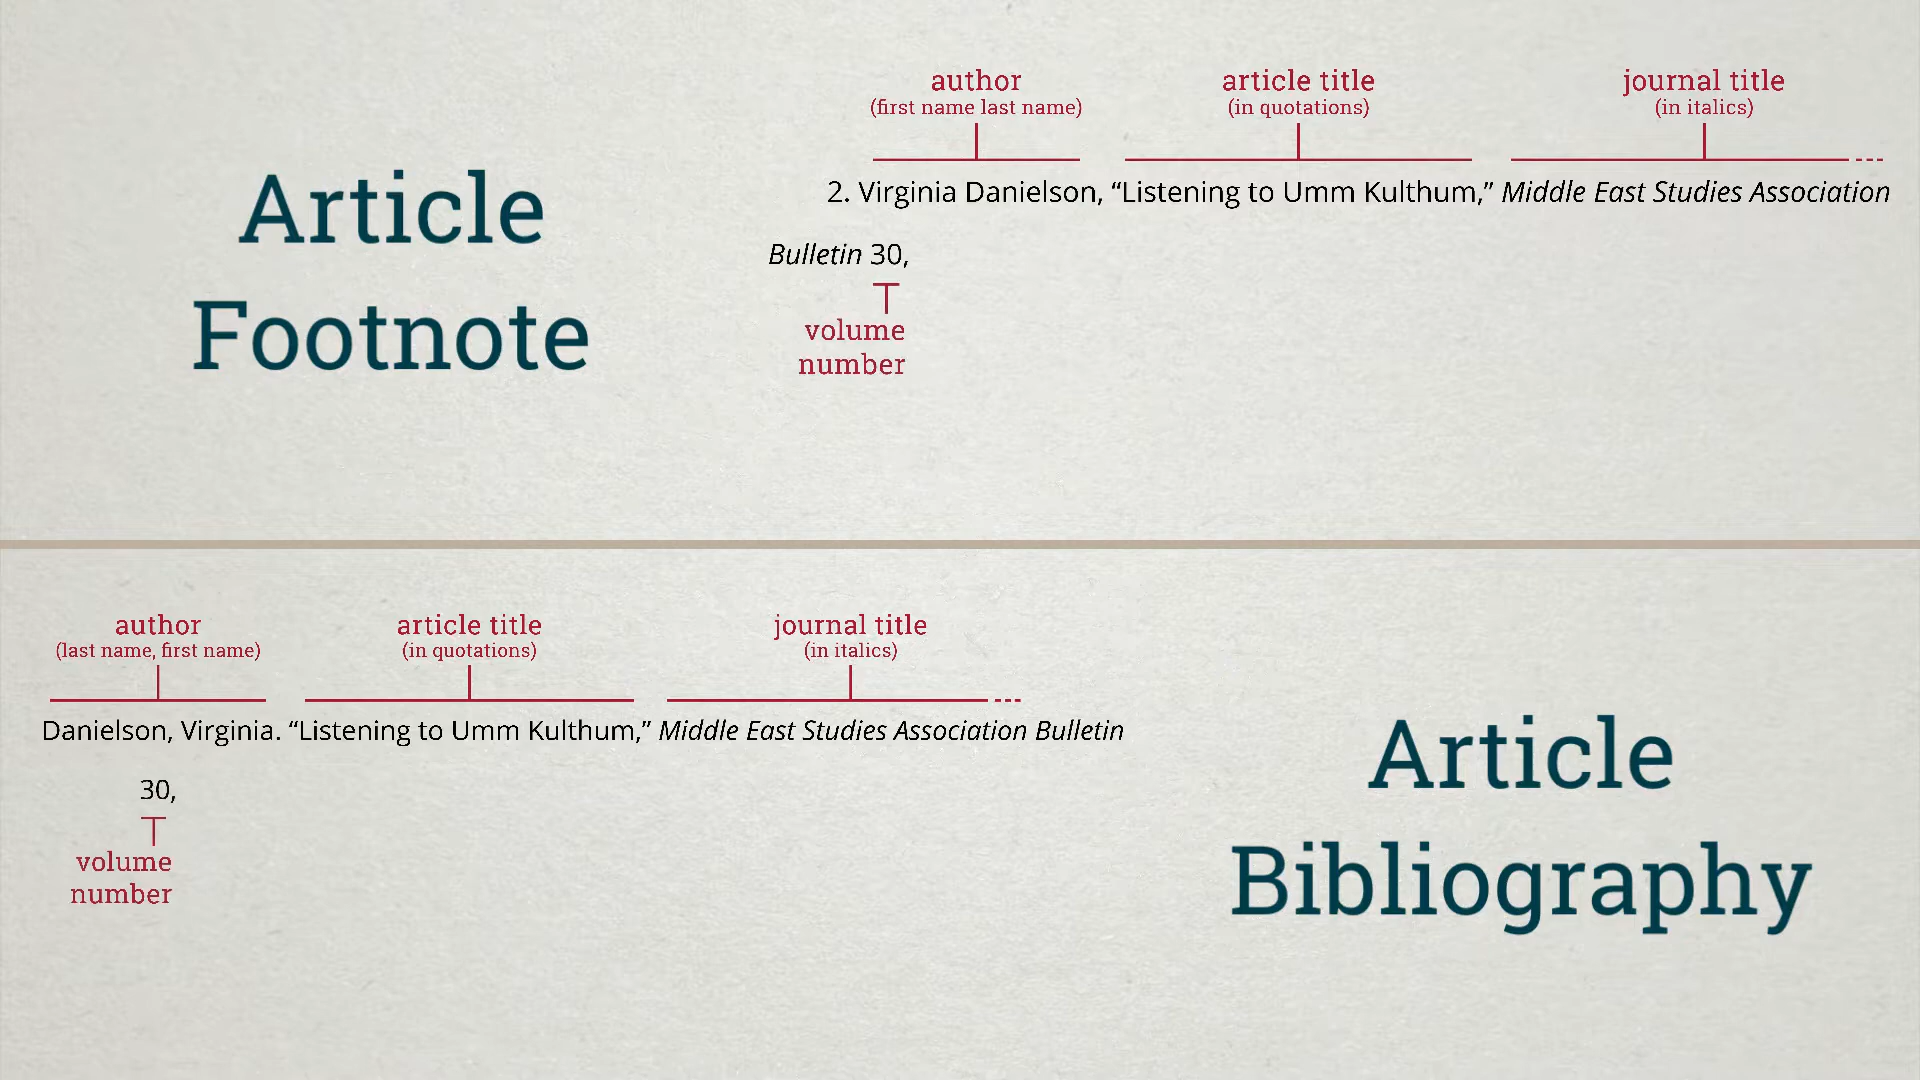 Article
Footnote
author
(first name last name)
article title
(in quotations)
journal title
(in italics)
2. Virginia Danielson, “Listening to Umm Kulthum,” Middle East Studies Association
Bulletin 30,
volume
number
author
(last name, first name)
article title
(in quotations)
journal title
(in italics)
Danielson, Virginia. “Listening to Umm Kulthum,” Middle East Studies Association Bulletin
30,
volume
number
Article
Bibliography